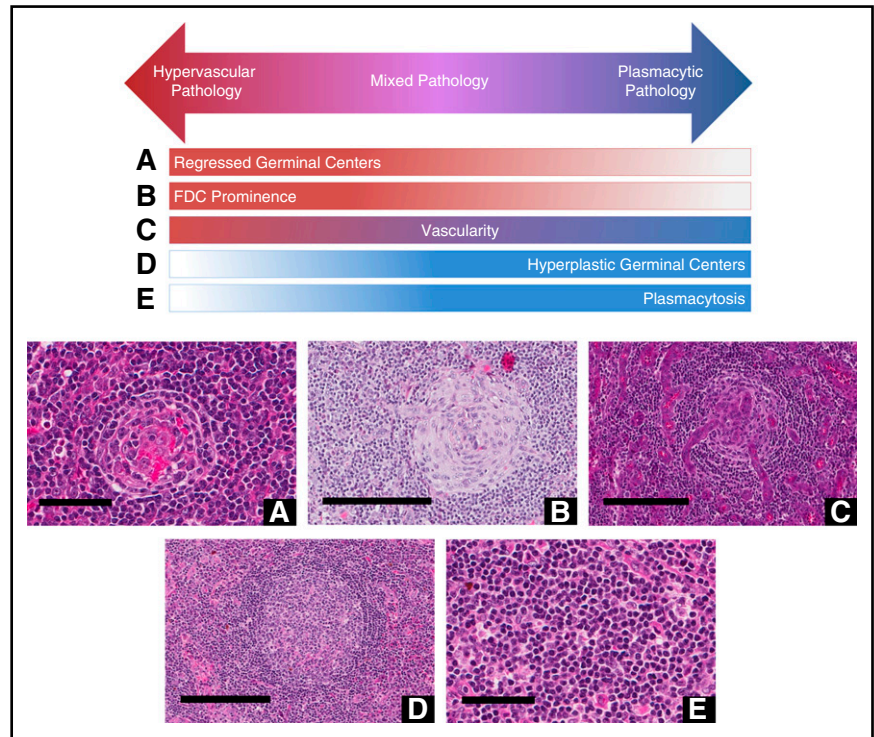 Hypervascular
Pathology
Mixed Pathology
Plasmacytic
Pathology
A Regressed Germinal Centers
B FDC Prominence
C Vascularity
D Hyperplastic Germinal Centers
E Plasmacytosis
A
B
C
D
E